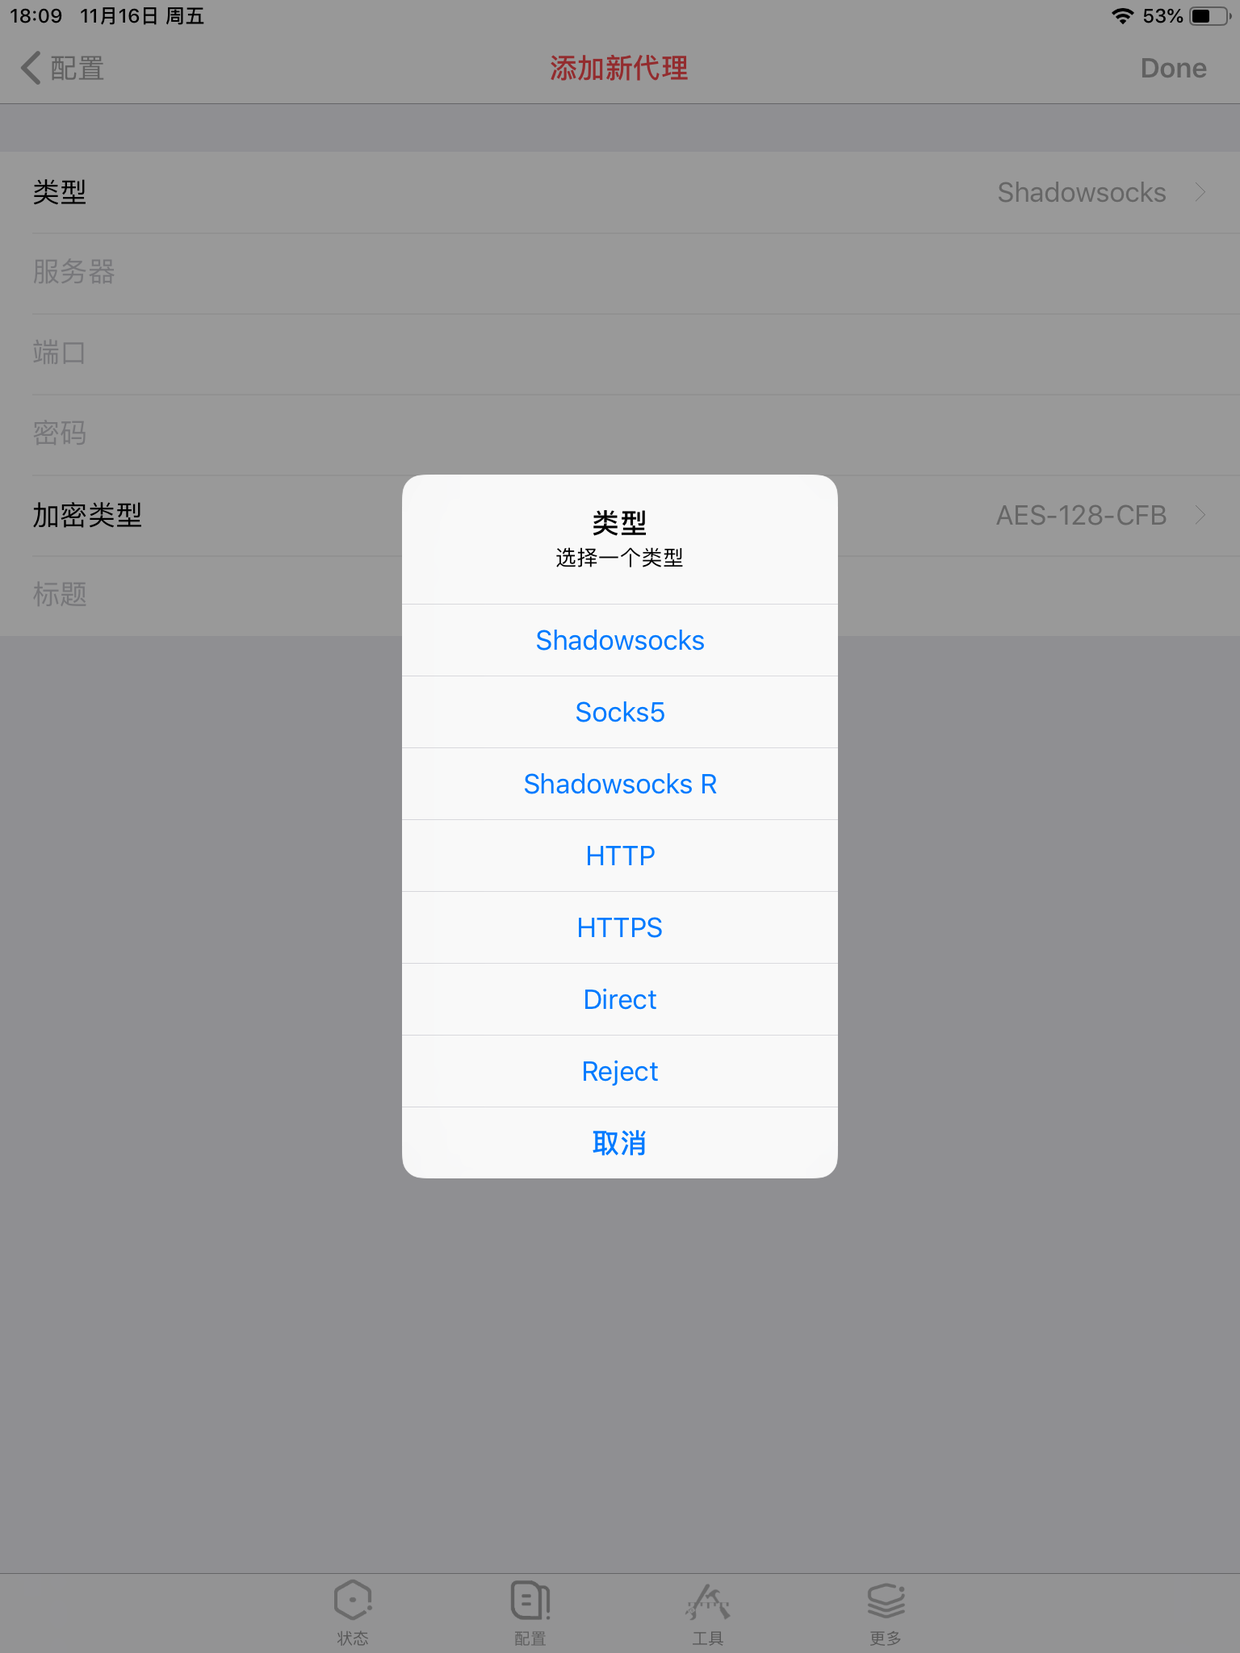 18:09 11月16日 周五 53%
配置 添加新代理 Done
类型 Shadowsocks
服务器
端口
密码
加密类型 AES-128-CFB
标题
类型
选择一个类型
Shadowsocks
Socks5
Shadowsocks R
HTTP
HTTPS
Direct
Reject
取消
状态 配置 工具 更多